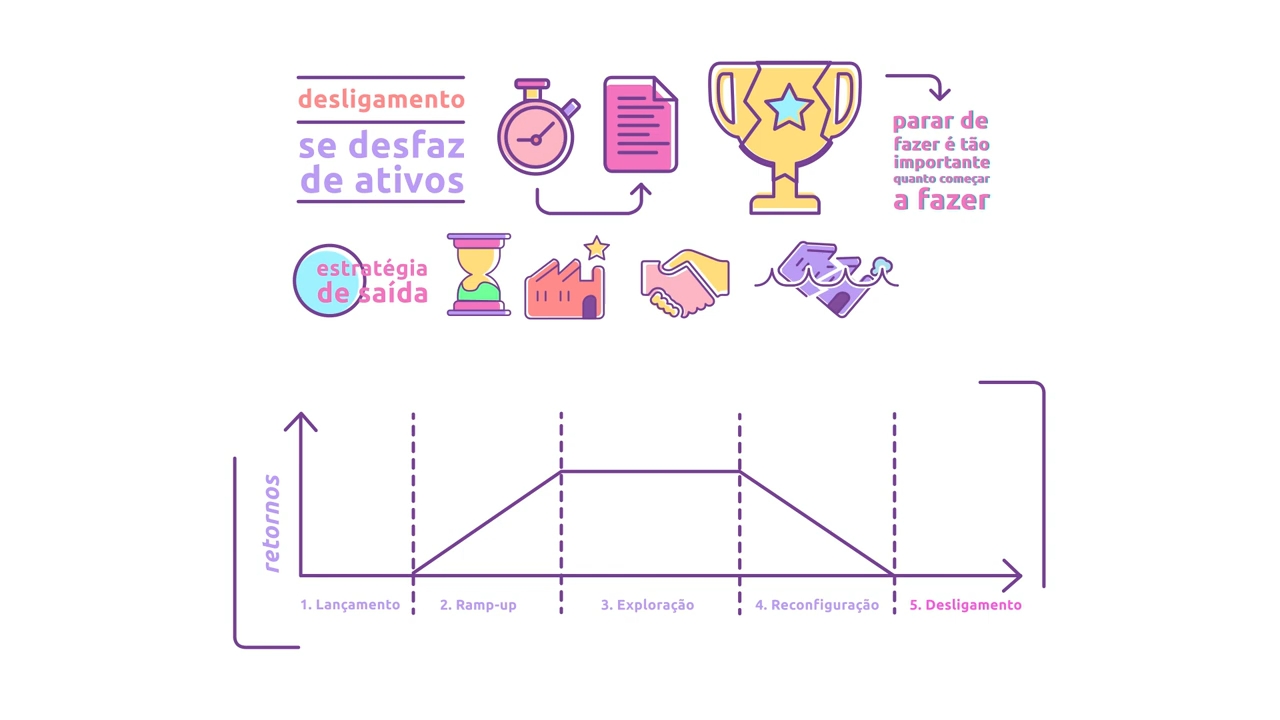 desligamento
se desfaz
de ativos
parar de
fazer é tão
importante
quanto começar
a fazer
estratégia
de saída
retornos
1. Lançamento
2. Ramp-up
3. Exploração
4. Reconfiguração
5. Desligamento